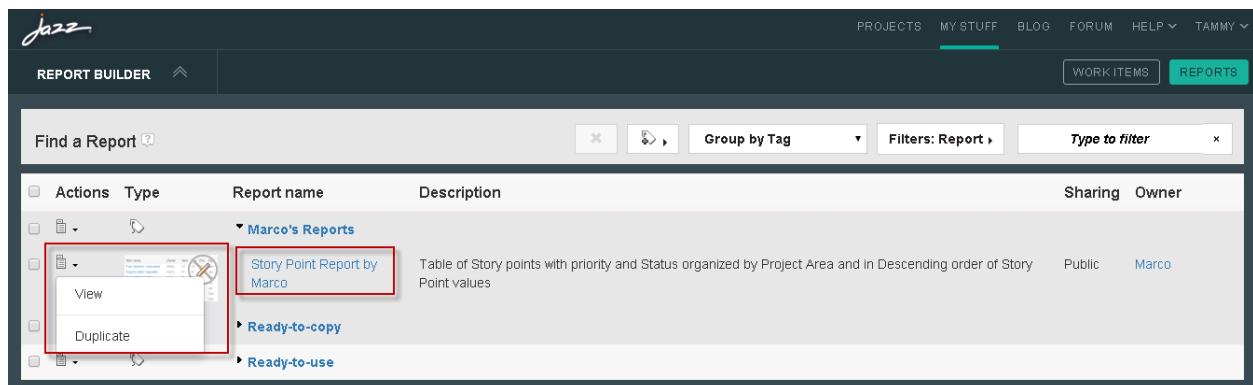 jazz
PROJECTS MY STUFF BLOG FORUM HELP TAMMY
REPORT BUILDER WORK ITEMS REPORTS
Find a Report ? Group by Tag Filters: Report Type to filter ×
Actions Type Report name Description Sharing Owner
Marco's Reports
Story Point Report by Table of Story points with priority and Status organized by Project Area and in Descending order of Story Public Marco
Marco Point values
View
Ready-to-copy
Duplicate
Ready-to-use